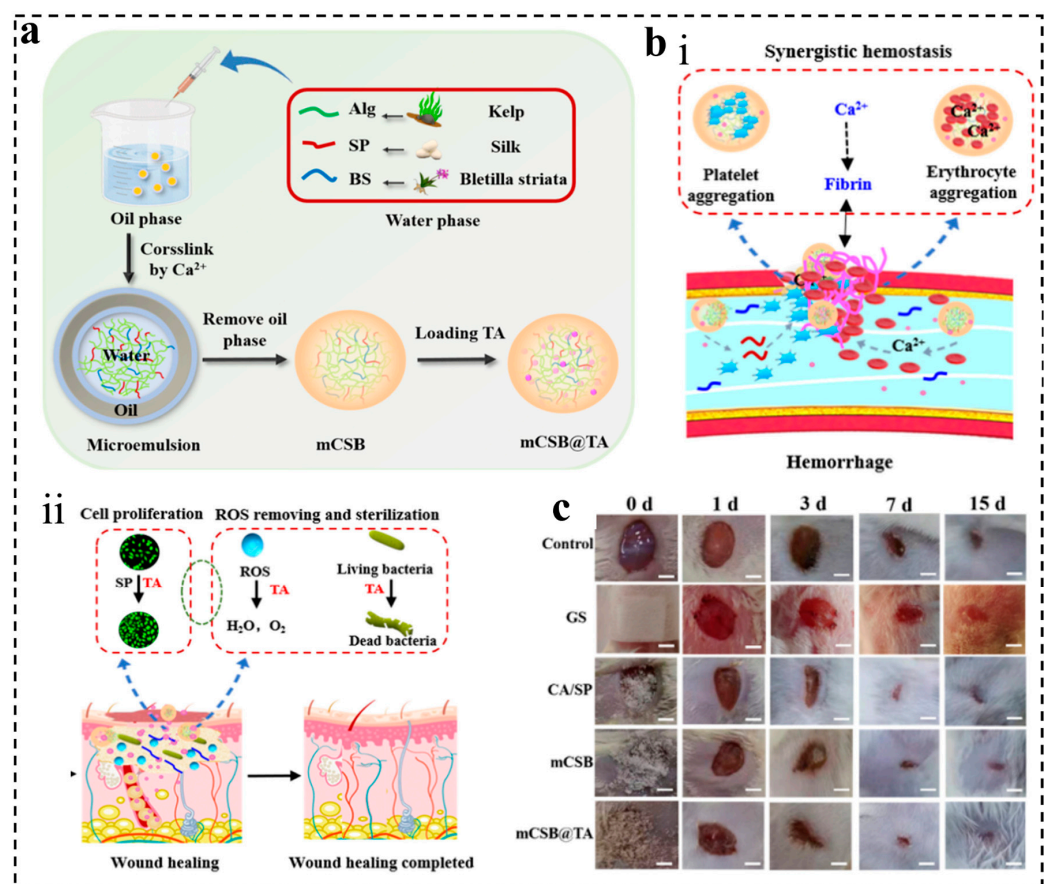 a
Alg
Kelp
SP
Silk
BS
Bletilla striata
Water phase
Oil phase
Corsslink
by Ca²⁺
Water
Oil
Microemulsion
Remove oil
phase
mCSB
Loading TA
mCSB@TA
b
i
Synergistic hemostasis
Platelet
aggregation
Ca²⁺
Fibrin
Ca²⁺
Ca²⁺
Erythrocyte
aggregation
Ca²⁺
Hemorrhage
ii
Cell proliferation
SP
TA
ROS removing and sterilization
ROS
TA
H₂O, O₂
Living bacteria
TA
Dead bacteria
Wound healing
Wound healing completed
c
0 d
1 d
3 d
7 d
15 d
Control
GS
CA/SP
mCSB
mCSB@TA